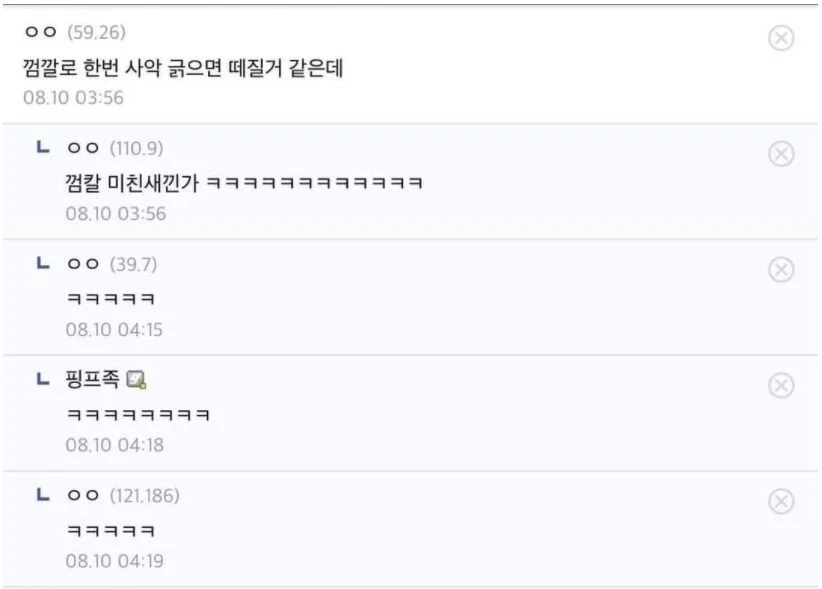 ㅇㅇ (59.26)
껌깔로 한번 사악 긁으면 떼질거 같은데
08.10 03:56
ㄴ ㅇㅇ (110.9)
껌칼 미친새낀가 ㅋㅋㅋㅋㅋㅋㅋㅋㅋㅋㅋㅋ
08.10 03:56
ㄴ ㅇㅇ (39.7)
ㅋㅋㅋㅋㅋ
08.10 04:15
ㄴ 핑프족
ㅋㅋㅋㅋㅋㅋㅋㅋ
08.10 04:18
ㄴ ㅇㅇ (121.186)
ㅋㅋㅋㅋㅋ
08.10 04:19